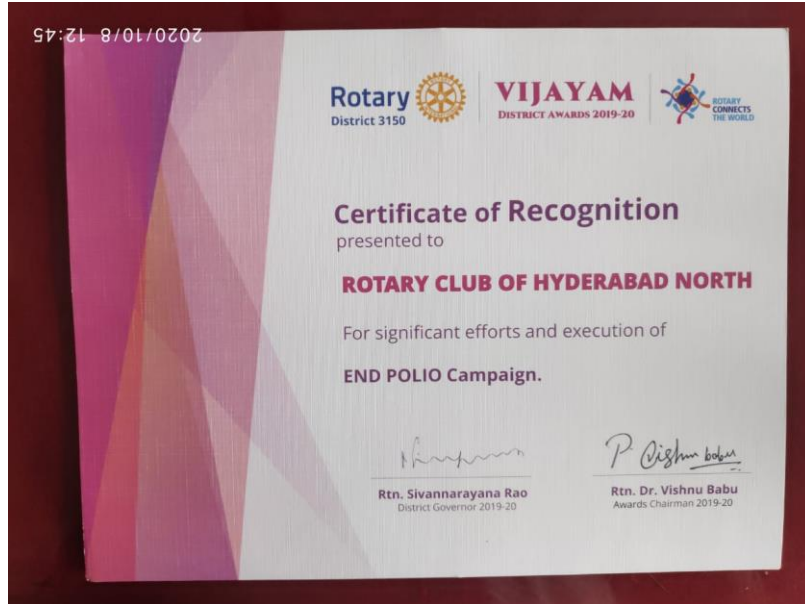 2020/10/8 12:45
Rotary
District 3150
VIJAYAM
DISTRICT AWARDS 2019-20
ROTARY
CONNECTS
THE WORLD
Certificate of Recognition
presented to
ROTARY CLUB OF HYDERABAD NORTH
For significant efforts and execution of
END POLIO Campaign.
P. Vishnu babu
Rtn. Sivannarayana Rao
District Governor 2019-20
Rtn. Dr. Vishnu Babu
Awards Chairman 2019-20